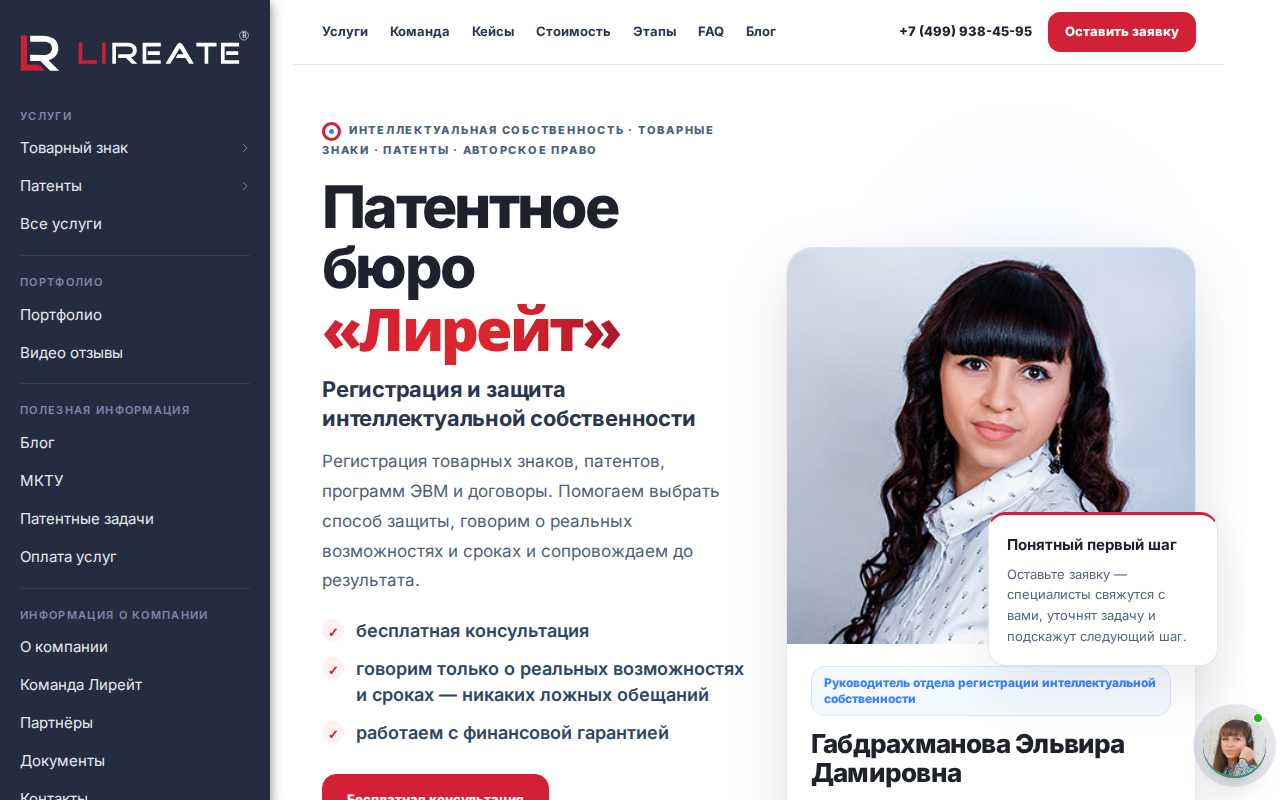 LIREATE®
УСЛУГИ
Товарный знак
Патенты
Все услуги
ПОРТФОЛИО
Портфолио
Видео отзывы
ПОЛЕЗНАЯ ИНФОРМАЦИЯ
Блог
МКТУ
Патентные задачи
Оплата услуг
ИНФОРМАЦИЯ О КОМПАНИИ
О компании
Команда Лирейт
Партнёры
Документы
Контакты
Услуги Команда Кейсы Стоимость Этапы FAQ Блог +7 (499) 938-45-95 Оставить заявку
ИНТЕЛЛЕКТУАЛЬНАЯ СОБСТВЕННОСТЬ · ТОВАРНЫЕ
ЗНАКИ · ПАТЕНТЫ · АВТОРСКОЕ ПРАВО
Патентное
бюро
«Лирейт»
Регистрация и защита
интеллектуальной собственности
Регистрация товарных знаков, патентов,
программ ЭВМ и договоры. Помогаем выбрать
способ защиты, говорим о реальных
возможностях и сроках и сопровождаем до
результата.
бесплатная консультация
говорим только о реальных возможностях
и сроках — никаких ложных обещаний
работаем с финансовой гарантией
Бесплатная консультация
Понятный первый шаг
Оставьте заявку —
специалисты свяжутся с
вами, уточнят задачу и
подскажут следующий шаг.
Руководитель отдела регистрации интеллектуальной
собственности
Габдрахманова Эльвира
Дамировна